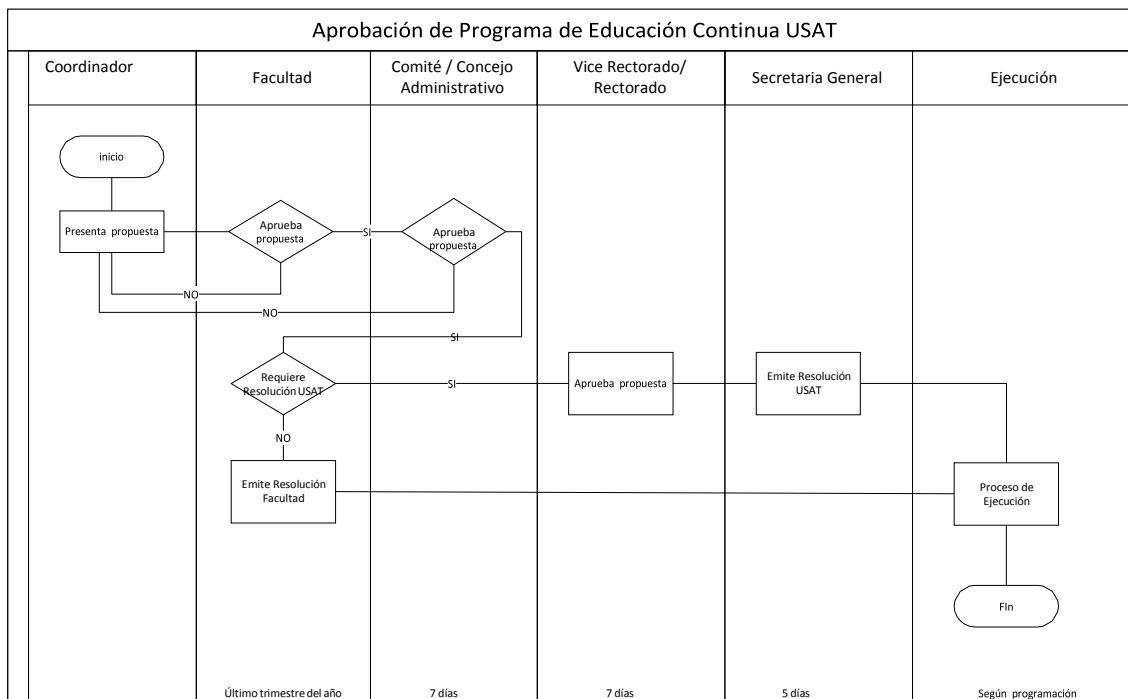 Aprobación de Programa de Educación Continua USAT
Coordinador
Facultad
Comité / Concejo
Administrativo
Vice Rectorado/
Rectorado
Secretaria General
Ejecución
inicio
Presenta propuesta
Aprueba
propuesta
SI
Aprueba
propuesta
NO
NO
SI
Requiere
Resolución USAT
SI
Aprueba propuesta
Emite Resolución
USAT
NO
Emite Resolución
Facultad
Proceso de
Ejecución
FIn
Último trimestre del año
7 días
7 días
5 días
Según programación